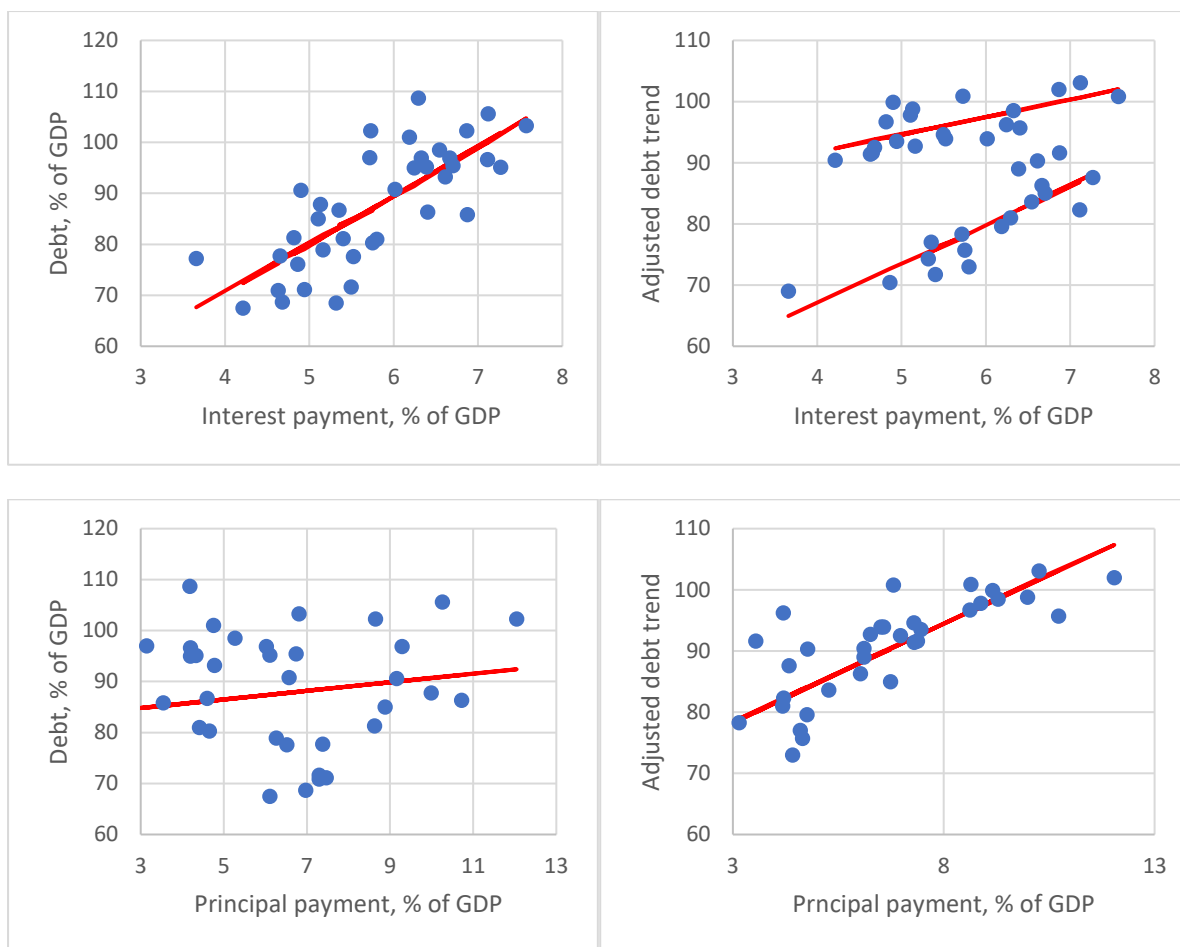 120
110
100
90
80
70
60
Debt, % of GDP
3 4 5 6 7 8
Interest payment, % of GDP
110
100
90
80
70
60
Adjusted debt trend
3 4 5 6 7 8
Interest payment, % of GDP
120
110
100
90
80
70
60
Debt, % of GDP
3 5 7 9 11 13
Principal payment, % of GDP
110
100
90
80
70
60
Adjusted debt trend
3 8 13
Prncipal payment, % of GDP